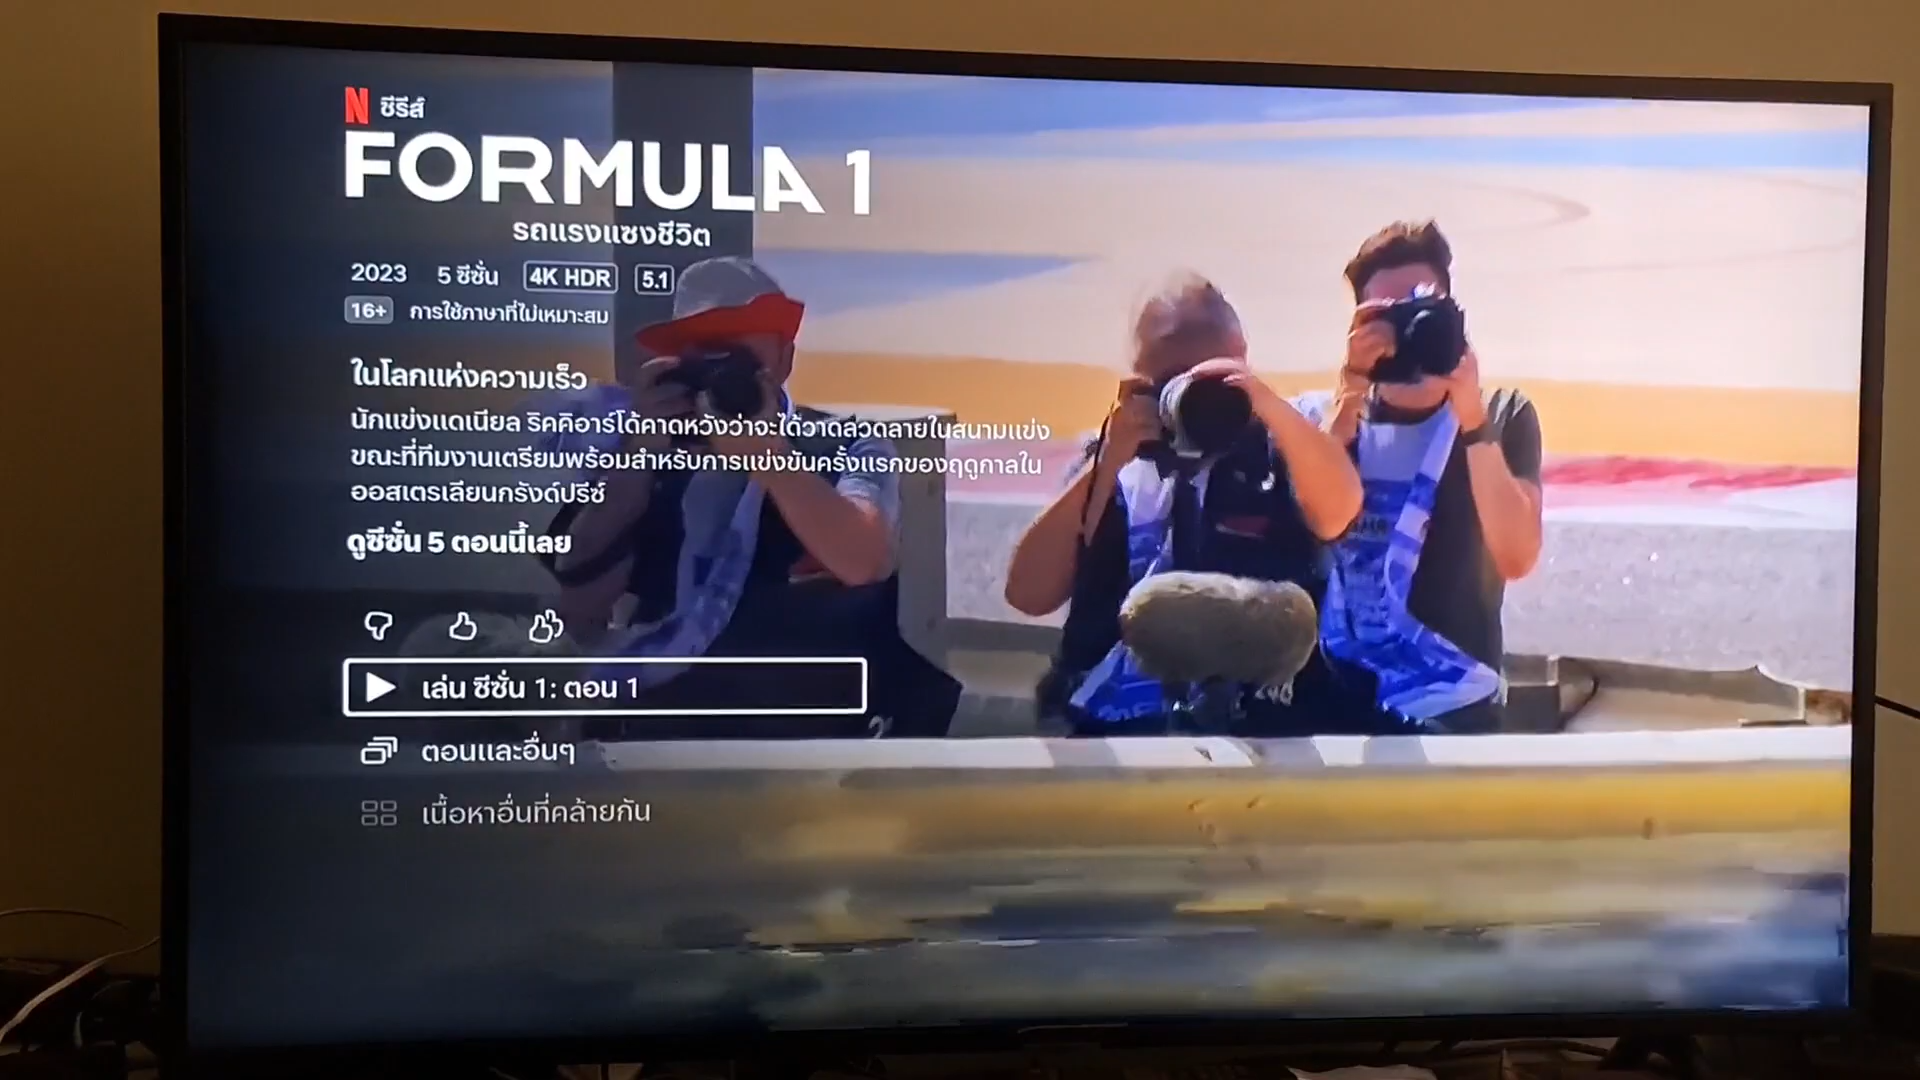 N ซีรีส์
FORMULA 1
รถแรงแซงชีวิต
2023 5 ซีซั่น 4K HDR 5.1
16+ การใช้ภาษาที่ไม่เหมาะสม
ในโลกแห่งความเร็ว
นักแข่งแดเนียล ริคคิอาร์โด้คาดหวังว่าจะได้วาดลวดลายในสนามแข่ง
ขณะที่ทีมงานเตรียมพร้อมสำหรับการแข่งขันครั้งแรกของฤดูกาลใน
ออสเตรเลียนกรังด์ปรีซ์
ดูซีซั่น 5 ตอนนี้เลย
เล่น ซีซั่น 1: ตอน 1
ตอนและอื่นๆ
เนื้อหาอื่นที่คล้ายกัน